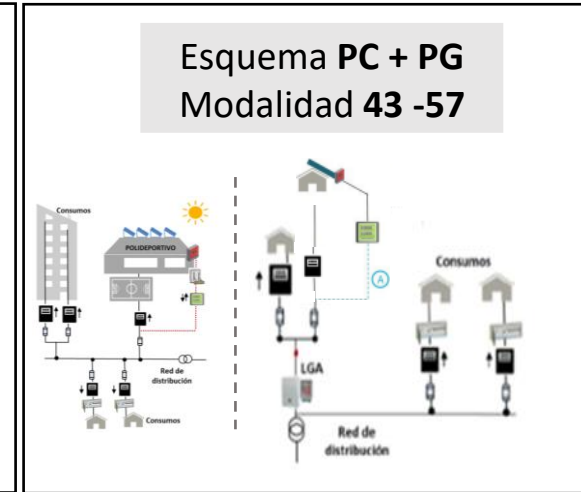 Esquema PC + PG
Modalidad 43 -57
Consumos
POLIDEPORTIVO
Red de
distribución
Consumos
A
Consumos
LGA
Red de
distribución